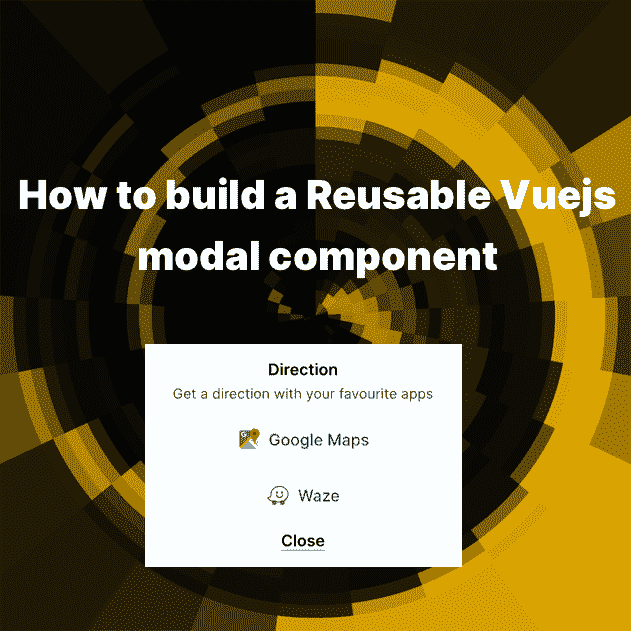 How to build a Reusable Vuejs
modal component
Direction
Get a direction with your favourite apps
Google Maps
Waze
Close